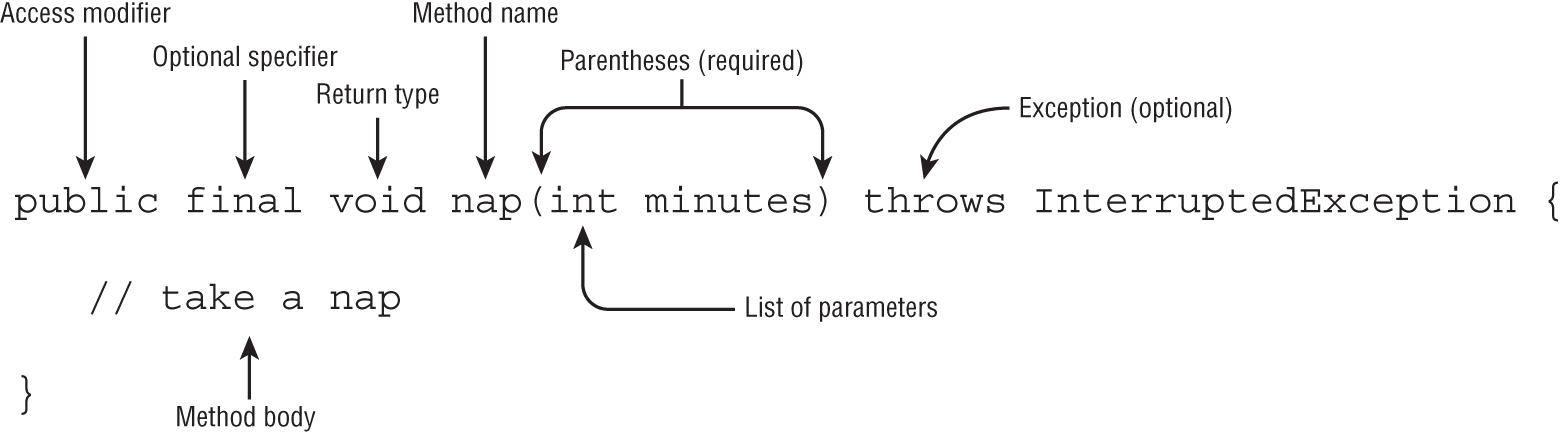 Access modifier
Method name
Optional specifier
Parentheses (required)
Return type
Exception (optional)
public final void nap(int minutes) throws InterruptedException {
// take a nap
List of parameters
}
Method body